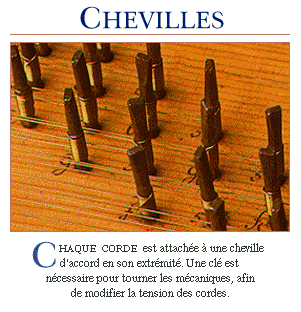 CHEVILLES
CHAQUE CORDE est attachée à une cheville
d'accord en son extrémité. Une clé est
nécessaire pour tourner les mécaniques, afin
de modifier la tension des cordes.